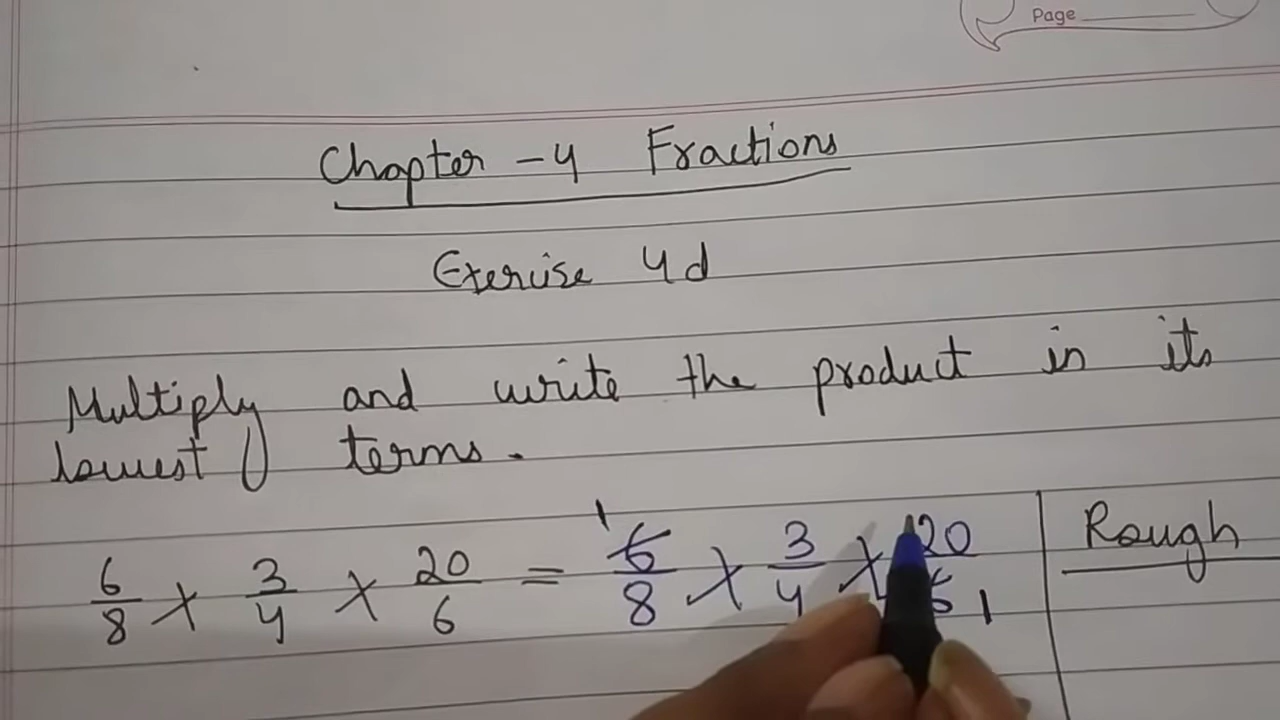 Page
Chapter - 4 Fractions
Exercise 4d
Multiply and write the product in its
lowest terms.
6/8 × 3/4 × 20/6 = 6/8 × 3/4 × 20/6
1
1
Rough